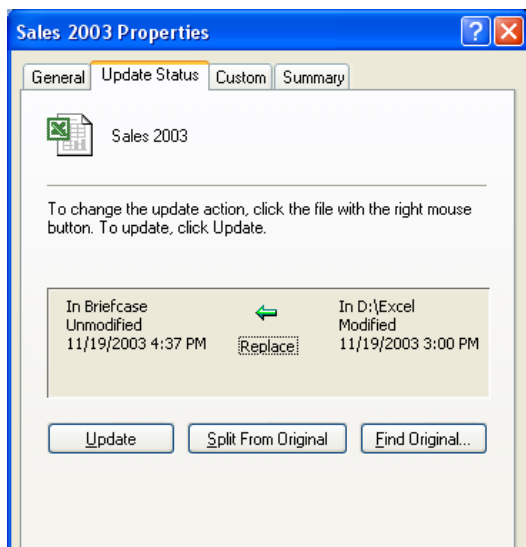 Sales 2003 Properties
General Update Status Custom Summary
Sales 2003
To change the update action, click the file with the right mouse
button. To update, click Update.
In Briefcase In D:\Excel
Unmodified Modified
11/19/2003 4:37 PM Replace 11/19/2003 3:00 PM
Update Split From Original Find Original...